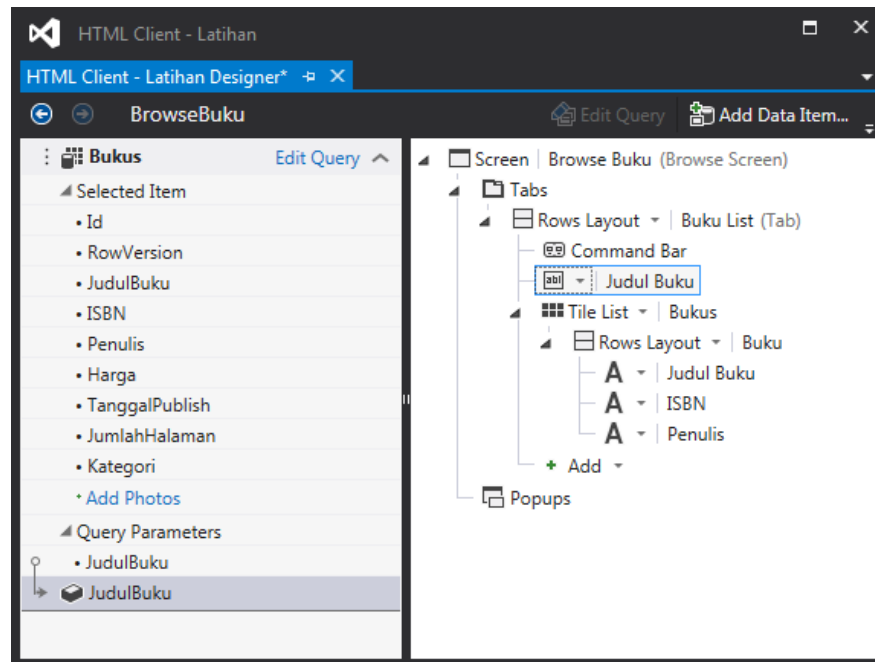 HTML Client - Latihan
HTML Client - Latihan Designer*
BrowseBuku
Edit Query
Add Data Item...
Bukus
Edit Query
Selected Item
Id
RowVersion
JudulBuku
ISBN
Penulis
Harga
TanggalPublish
JumlahHalaman
Kategori
+ Add Photos
Query Parameters
JudulBuku
JudulBuku
Screen | Browse Buku (Browse Screen)
Tabs
Rows Layout | Buku List (Tab)
Command Bar
abl | Judul Buku
Tile List | Bukus
Rows Layout | Buku
A | Judul Buku
A | ISBN
A | Penulis
+ Add
Popups